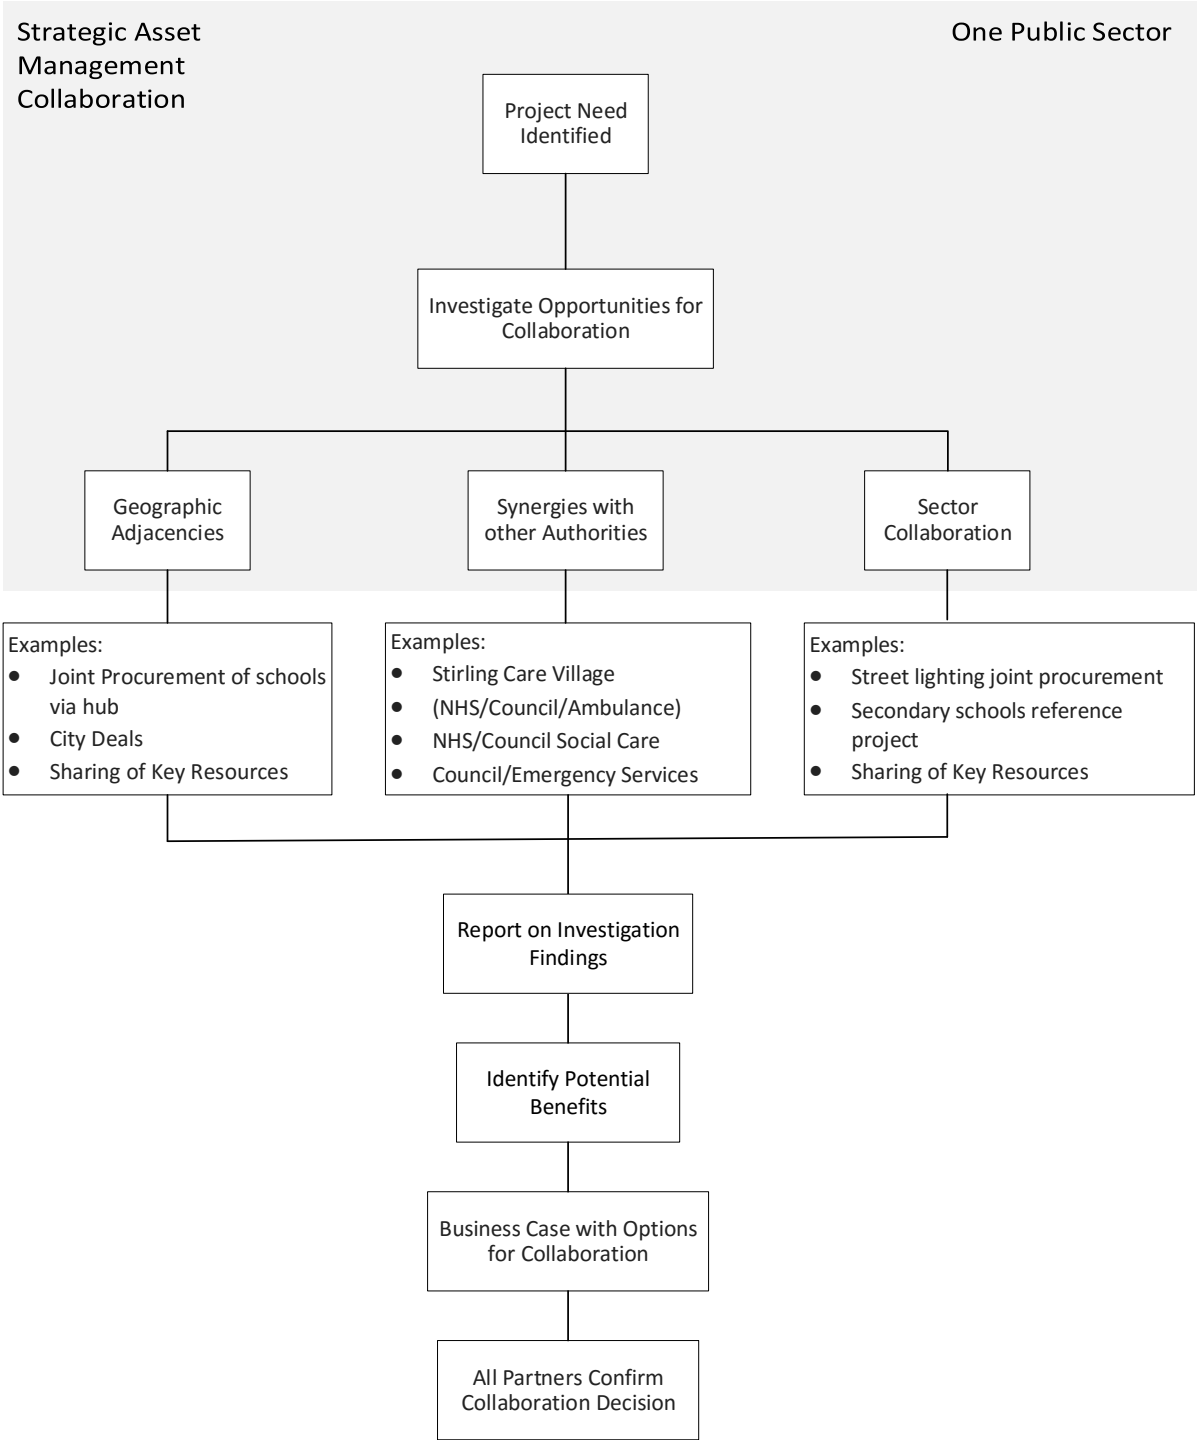 Strategic Asset
Management
Collaboration
One Public Sector
Project Need
Identified
Investigate Opportunities for
Collaboration
Geographic
Adjacencies
Synergies with
other Authorities
Sector
Collaboration
Examples:
● Joint Procurement of schools
via hub
● City Deals
● Sharing of Key Resources
Examples:
● Stirling Care Village
● (NHS/Council/Ambulance)
● NHS/Council Social Care
● Council/Emergency Services
Examples:
● Street lighting joint procurement
● Secondary schools reference
project
● Sharing of Key Resources
Report on Investigation
Findings
Identify Potential
Benefits
Business Case with Options
for Collaboration
All Partners Confirm
Collaboration Decision